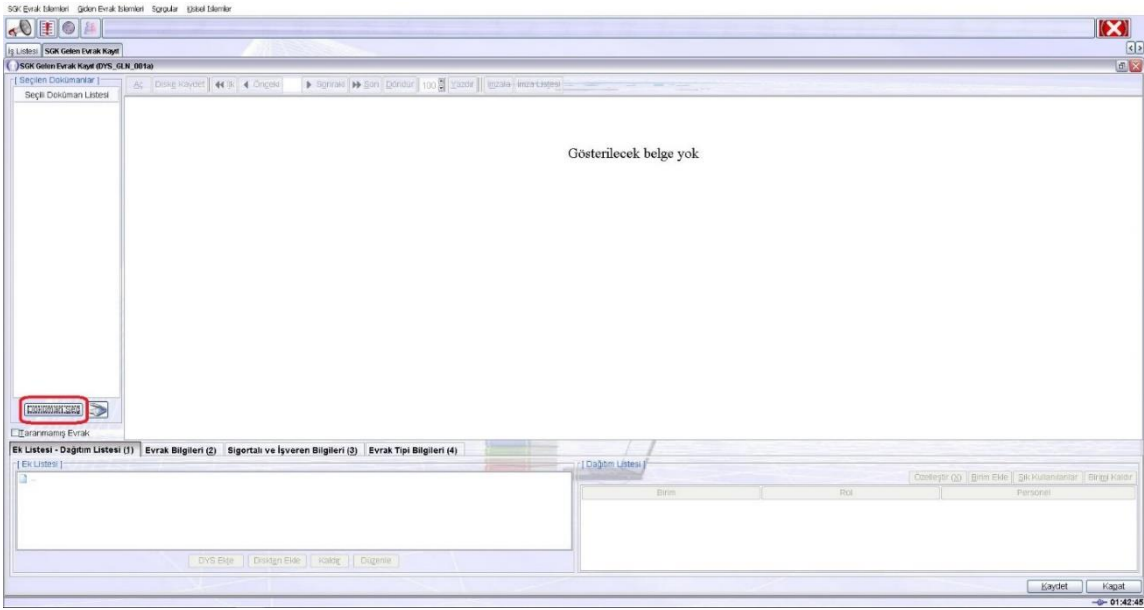 SGK Evrak İşlemleri Giden Evrak İşlemleri Sorgular Kişisel İşlemler
İş Listesi SGK Gelen Evrak Kayıt
SGK Gelen Evrak Kayıt (DYS_GLN_001a)
[ Seçilen Dokümanlar ]
Aç Diske Kaydet İlk Önceki Sonraki Son Döndür 100 Yazdır İmzala İmza Listesi
Seçili Doküman Listesi
Gösterilecek belge yok
Doküman Seç
Taranmamış Evrak
Ek Listesi - Dağıtım Listesi (1) Evrak Bilgileri (2) Sigortalı ve İşveren Bilgileri (3) Evrak Tipi Bilgileri (4)
[ Ek Listesi ]
[ Dağıtım Listesi ]
Özelleştir (X) Birim Ekle Sık Kullanılanlar Birimi Kaldır
..
Birim Rol Personel
DYS Ekle Diskten Ekle Kaldır Düzenle
Kaydet Kapat
01:42:45